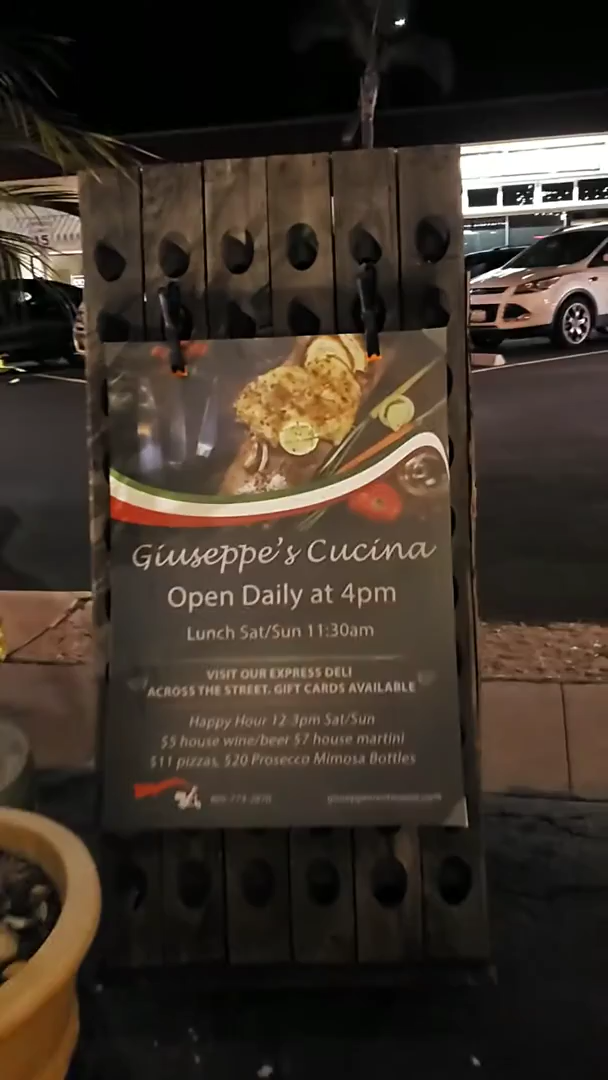 Giuseppe's Cucina
Open Daily at 4pm
Lunch Sat/Sun 11:30am
VISIT OUR EXPRESS DELI
ACROSS THE STREET. GIFT CARDS AVAILABLE
Happy Hour 12-3pm Sat/Sun
$5 house wine/beer $7 house martini
$11 pizzas, $20 Prosecco Mimosa Bottles